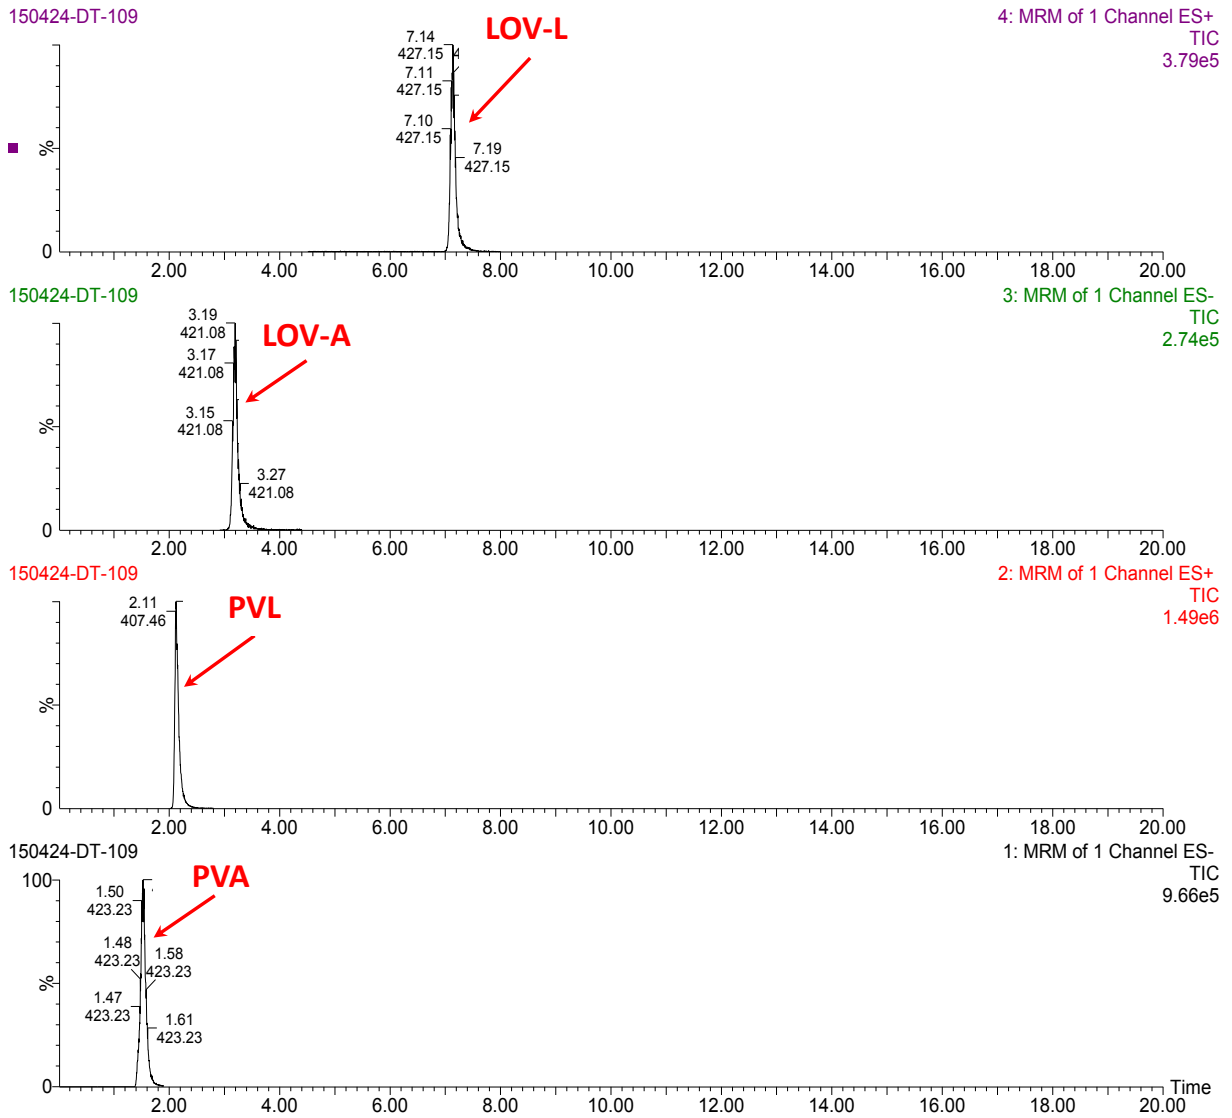 150424-DT-109
4: MRM of 1 Channel ES+
TIC
3.79e5
LOV-L
7.14
427.15
7.11
427.15
7.10
427.15
7.19
427.15
%
0
2.00 4.00 6.00 8.00 10.00 12.00 14.00 16.00 18.00 20.00
150424-DT-109
3: MRM of 1 Channel ES-
TIC
2.74e5
LOV-A
3.19
421.08
3.17
421.08
3.15
421.08
3.27
421.08
%
0
2.00 4.00 6.00 8.00 10.00 12.00 14.00 16.00 18.00 20.00
150424-DT-109
2: MRM of 1 Channel ES+
TIC
1.49e6
PVL
2.11
407.46
%
0
2.00 4.00 6.00 8.00 10.00 12.00 14.00 16.00 18.00 20.00
150424-DT-109
1: MRM of 1 Channel ES-
TIC
9.66e5
PVA
100
1.50
423.23
1.48
423.23
1.58
423.23
1.47
423.23
1.61
423.23
%
0
Time
2.00 4.00 6.00 8.00 10.00 12.00 14.00 16.00 18.00 20.00